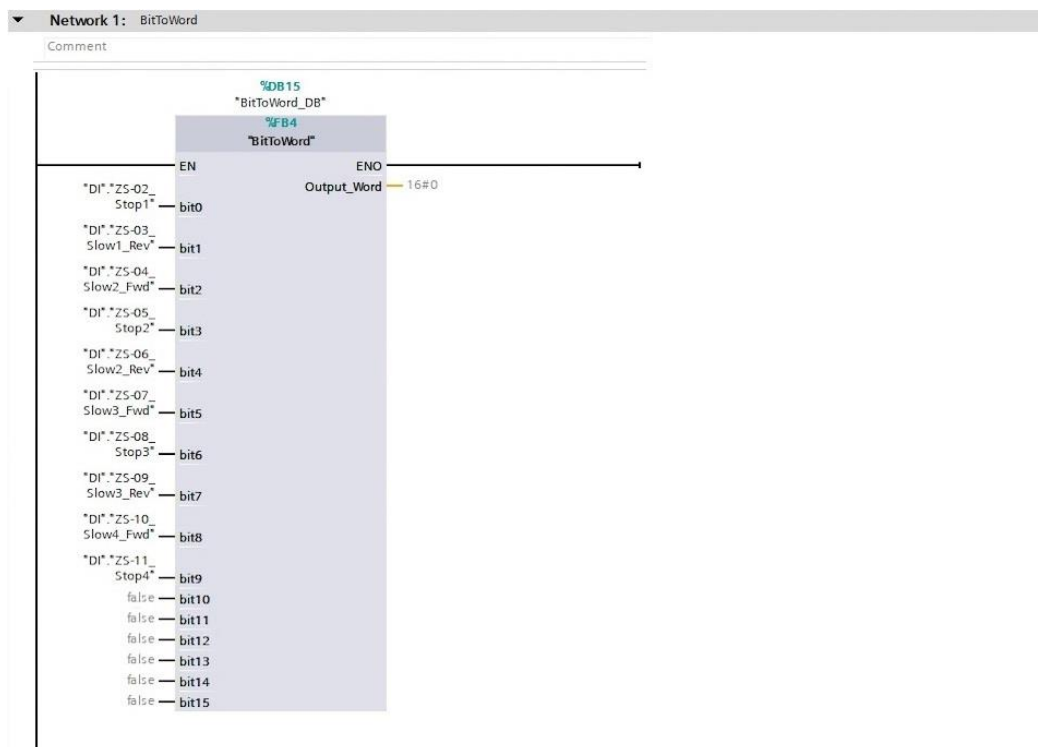 Network 1: BitToWord
Comment
%DB15
"BitToWord_DB"
%FB4
"BitToWord"
EN ENO
Output_Word 16#0
"DI"."ZS-02_
Stop1" bit0
"DI"."ZS-03_
Slow1_Rev" bit1
"DI"."ZS-04_
Slow2_Fwd" bit2
"DI"."ZS-05_
Stop2" bit3
"DI"."ZS-06_
Slow2_Rev" bit4
"DI"."ZS-07_
Slow3_Fwd" bit5
"DI"."ZS-08_
Stop3" bit6
"DI"."ZS-09_
Slow3_Rev" bit7
"DI"."ZS-10_
Slow4_Fwd" bit8
"DI"."ZS-11_
Stop4" bit9
false bit10
false bit11
false bit12
false bit13
false bit14
false bit15